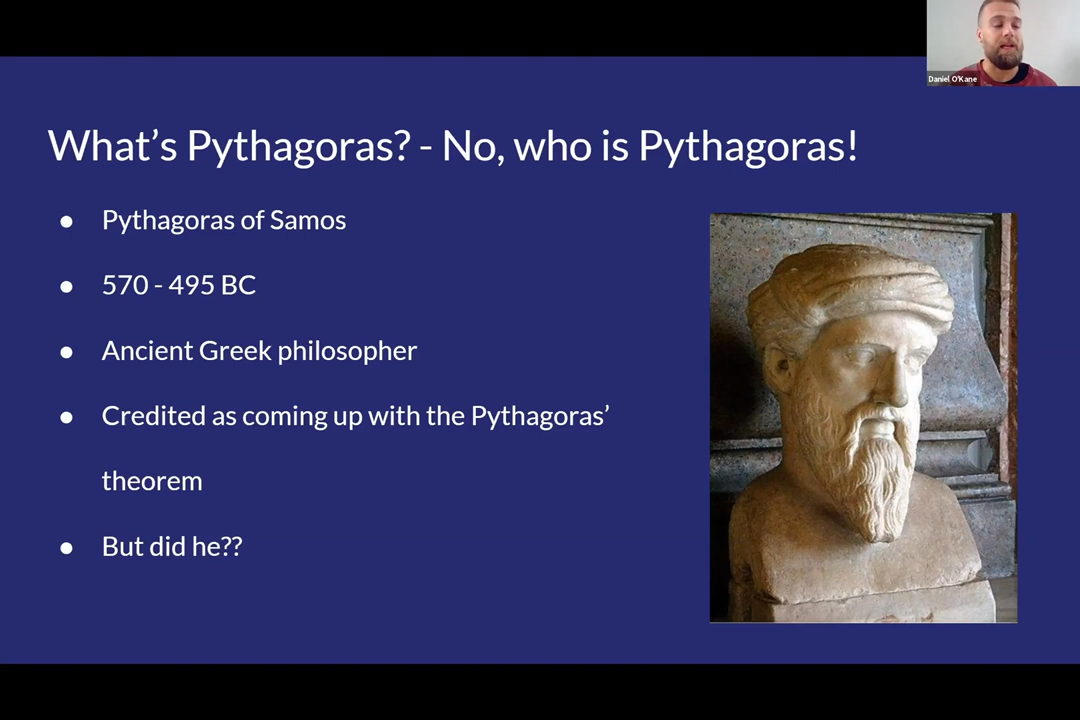 Daniel O'Kane
What’s Pythagoras? - No, who is Pythagoras!
● Pythagoras of Samos
● 570 - 495 BC
● Ancient Greek philosopher
● Credited as coming up with the Pythagoras’
theorem
● But did he??